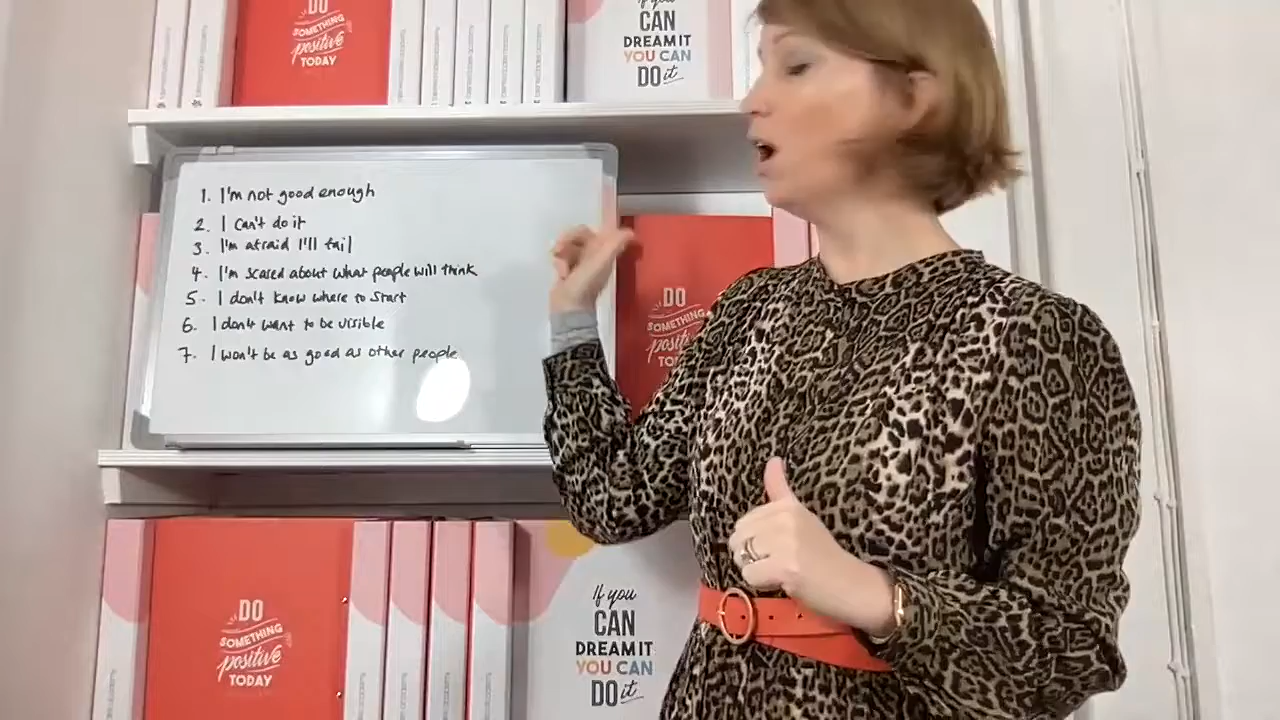 DO
SOMETHING
positive
TODAY
If you
CAN
DREAM IT
YOU CAN
DO it
1. I'm not good enough
2. I can't do it
3. I'm afraid I'll fail
4. I'm scared about what people will think
5. I don't know where to start
6. I don't want to be visible
7. I won't be as good as other people
DO
SOMETHING
DO
SOMETHING
positive
TODAY
If you
CAN
DREAM IT
YOU CAN
DO it